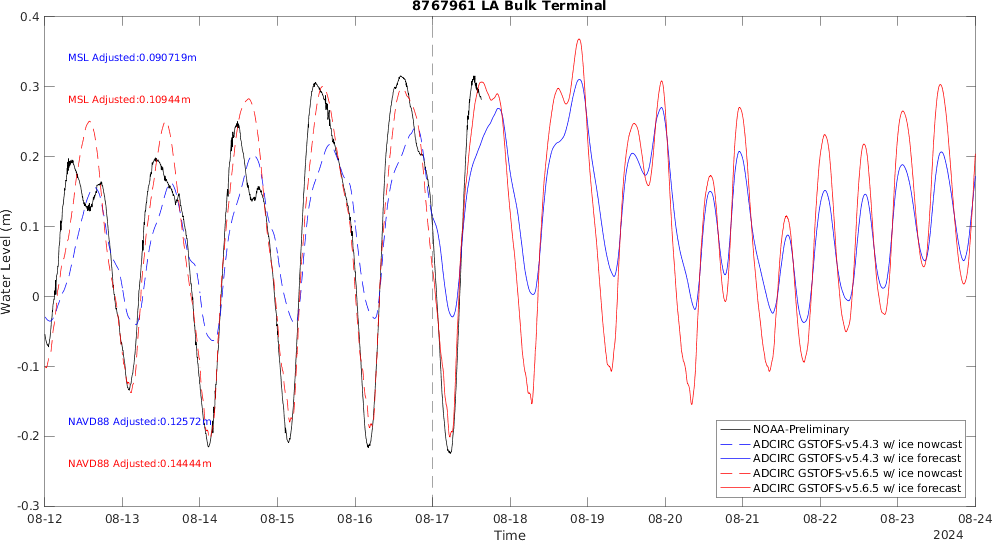 8767961 LA Bulk Terminal
0.4
0.3
0.2
0.1
0
-0.1
-0.2
-0.3
Water Level (m)
MSL Adjusted:0.090719m
MSL Adjusted:0.10944m
NAVD88 Adjusted:0.12572m
NAVD88 Adjusted:0.14444m
NOAA-Preliminary
ADCIRC GSTOFS-v5.4.3 w/ ice nowcast
ADCIRC GSTOFS-v5.4.3 w/ ice forecast
ADCIRC GSTOFS-v5.6.5 w/ ice nowcast
ADCIRC GSTOFS-v5.6.5 w/ ice forecast
08-12 08-13 08-14 08-15 08-16 08-17 08-18 08-19 08-20 08-21 08-22 08-23 08-24
Time
2024